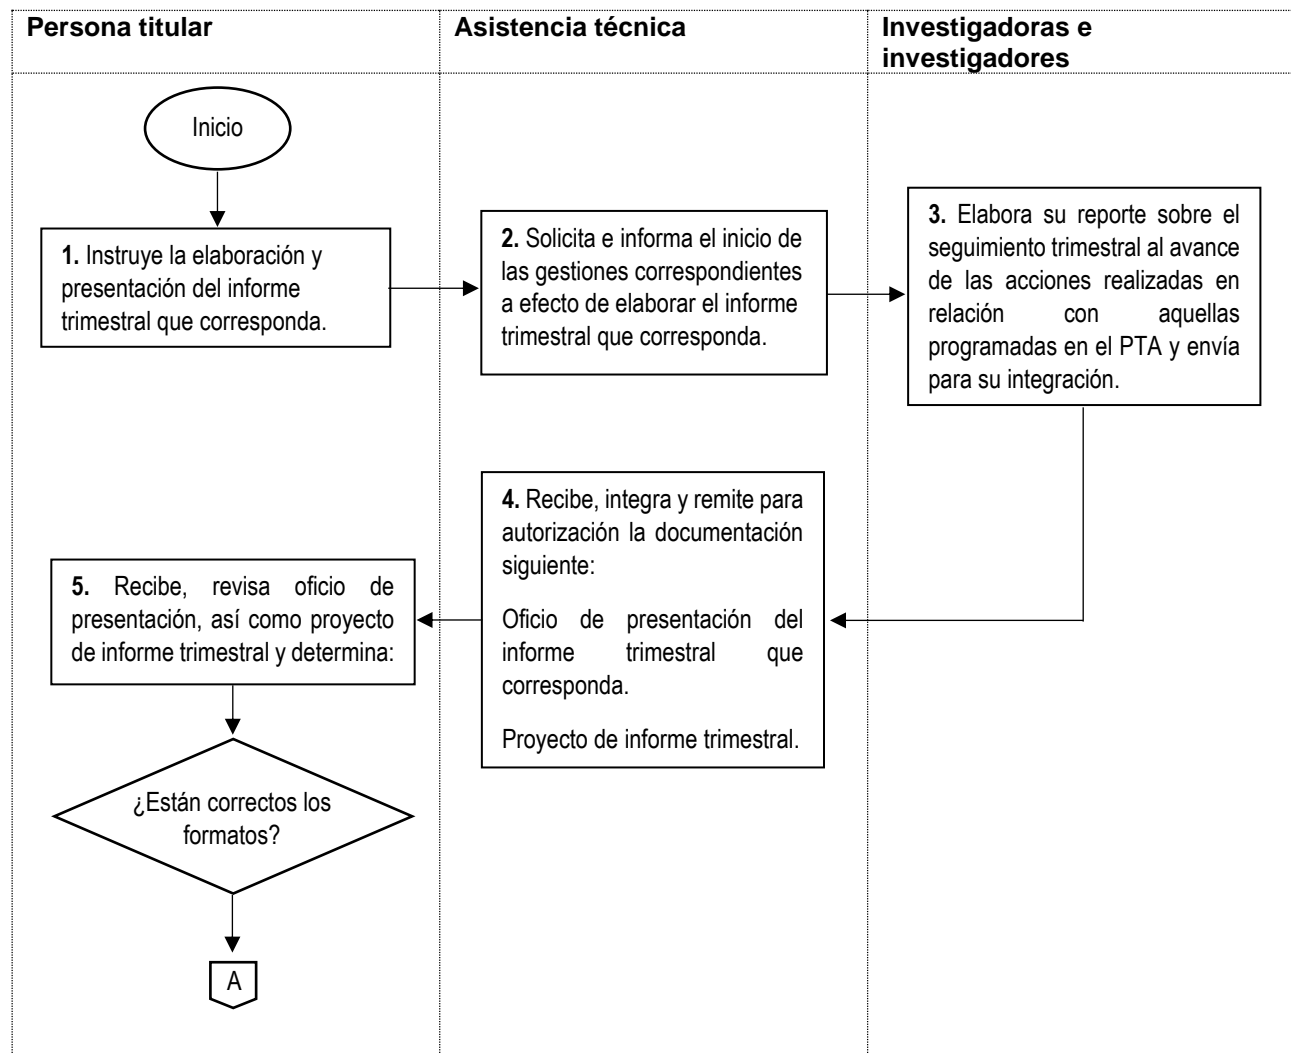 Persona titular
Asistencia técnica
Investigadoras e
investigadores
Inicio
1. Instruye la elaboración y
presentación del informe
trimestral que corresponda.
2. Solicita e informa el inicio de
las gestiones correspondientes
a efecto de elaborar el informe
trimestral que corresponda.
3. Elabora su reporte sobre el
seguimiento trimestral al avance
de las acciones realizadas en
relación con aquellas
programadas en el PTA y envía
para su integración.
4. Recibe, integra y remite para
autorización la documentación
siguiente:
Oficio de presentación del
informe trimestral que
corresponda.
Proyecto de informe trimestral.
5. Recibe, revisa oficio de
presentación, así como proyecto
de informe trimestral y determina:
¿Están correctos los
formatos?
A